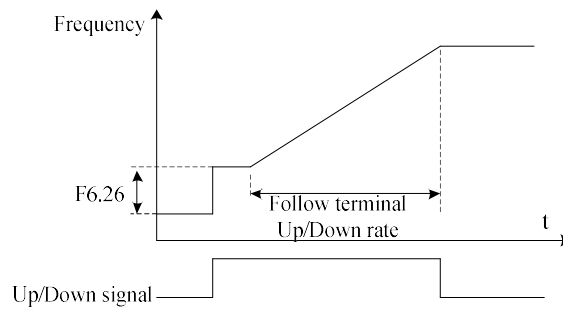 Frequency
F6.26
Follow terminal
Up/Down rate
t
Up/Down signal